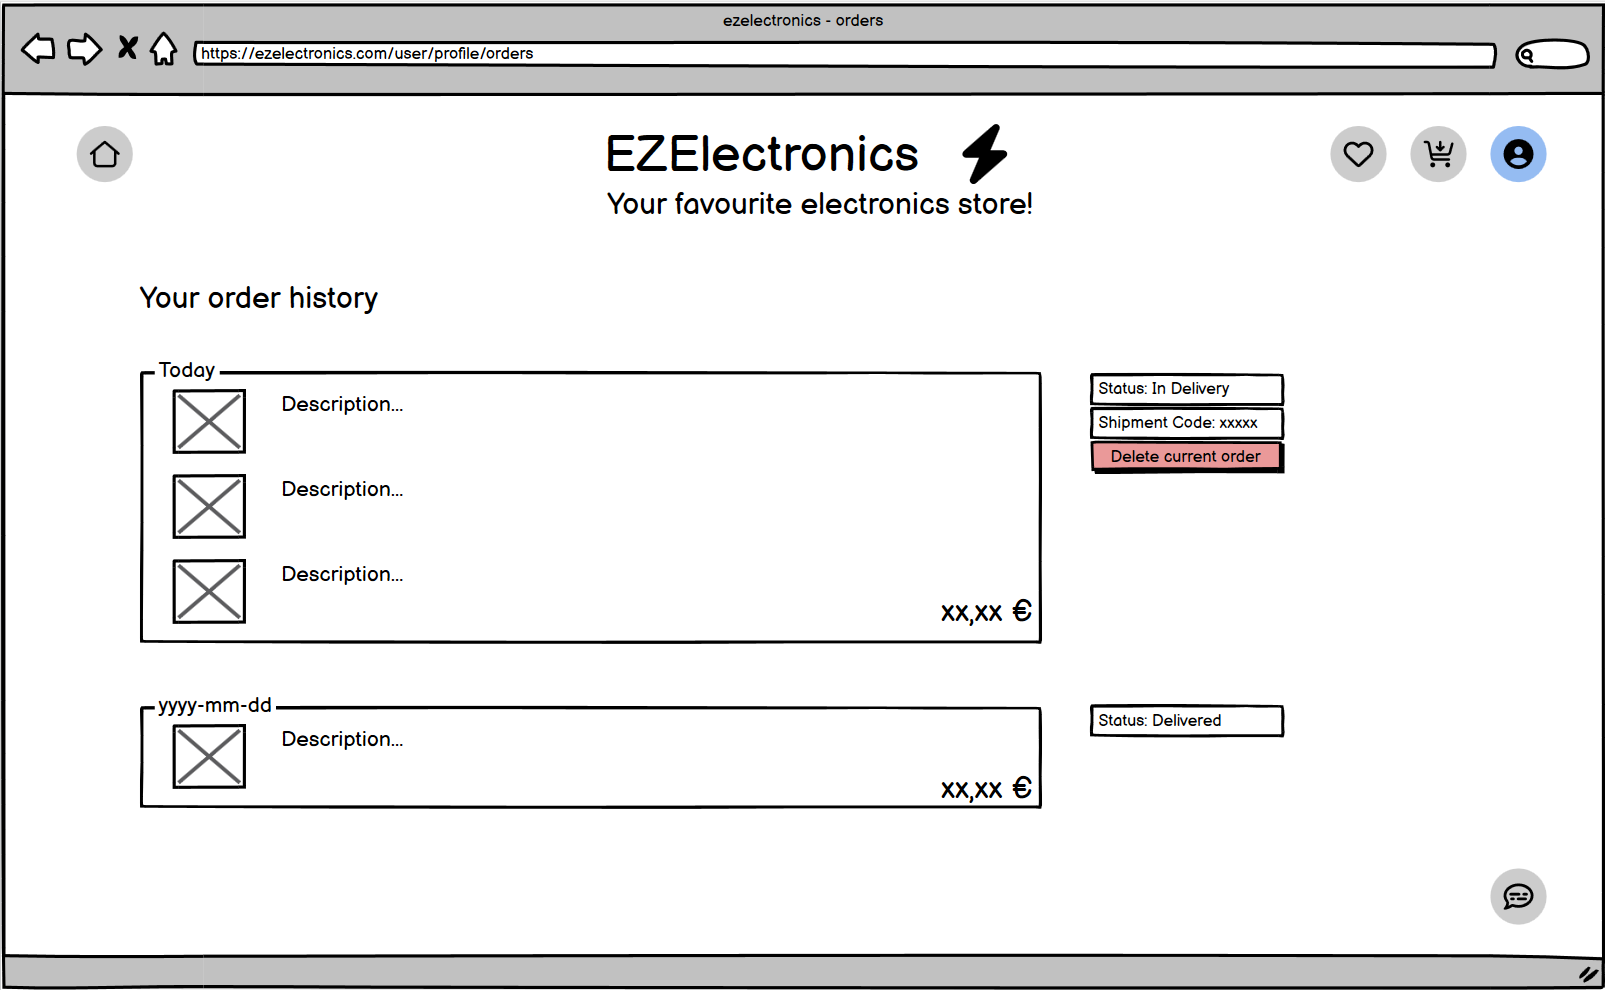 ezelectronics - orders
https://ezelectronics.com/user/profile/orders
EZElectronics
Your favourite electronics store!
Your order history
Today
Description...
Description...
Description...
xx,xx €
Status: In Delivery
Shipment Code: xxxxx
Delete current order
yyyy-mm-dd
Description...
xx,xx €
Status: Delivered